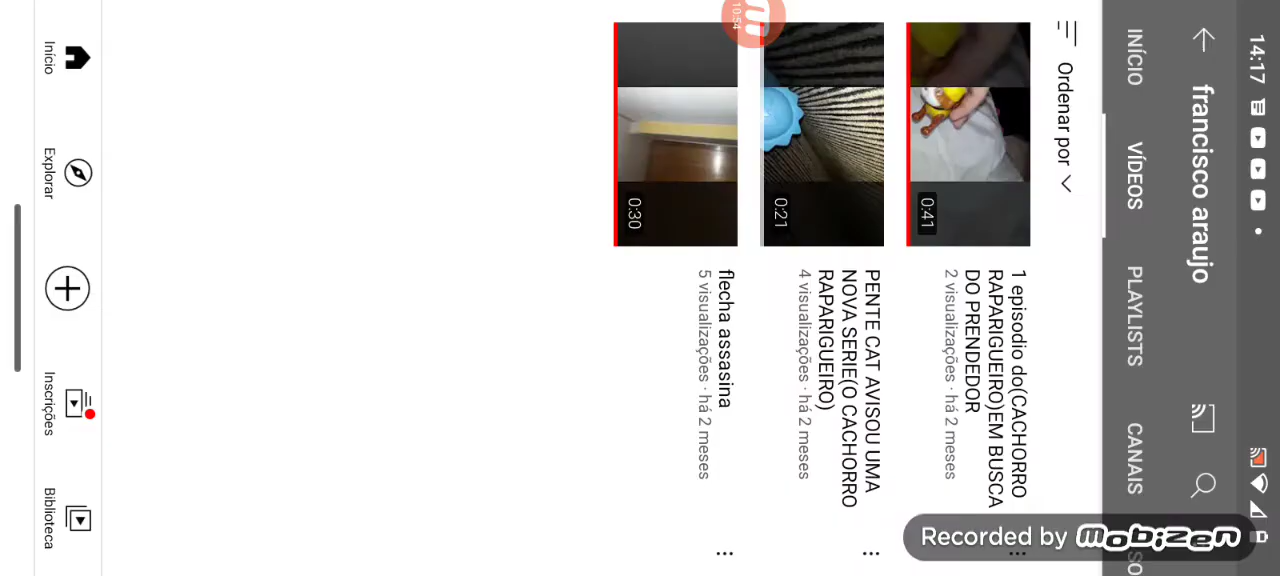 14:17
francisco araujo
INÍCIO
VÍDEOS
PLAYLISTS
CANAIS
SO
Ordenar por
0:41
1 episodio do(CACHORRO
RAPARIGUEIRO)EM BUSCA
DO PRENDEDOR
2 visualizações · há 2 meses
0:21
PENTE CAT AVISOU UMA
NOVA SERIE(O CACHORRO
RAPARIGUEIRO)
4 visualizações · há 2 meses
0:30
flecha assasina
5 visualizações · há 2 meses
Início
Explorar
Inscrições
Biblioteca
10:54
Recorded by mobizen